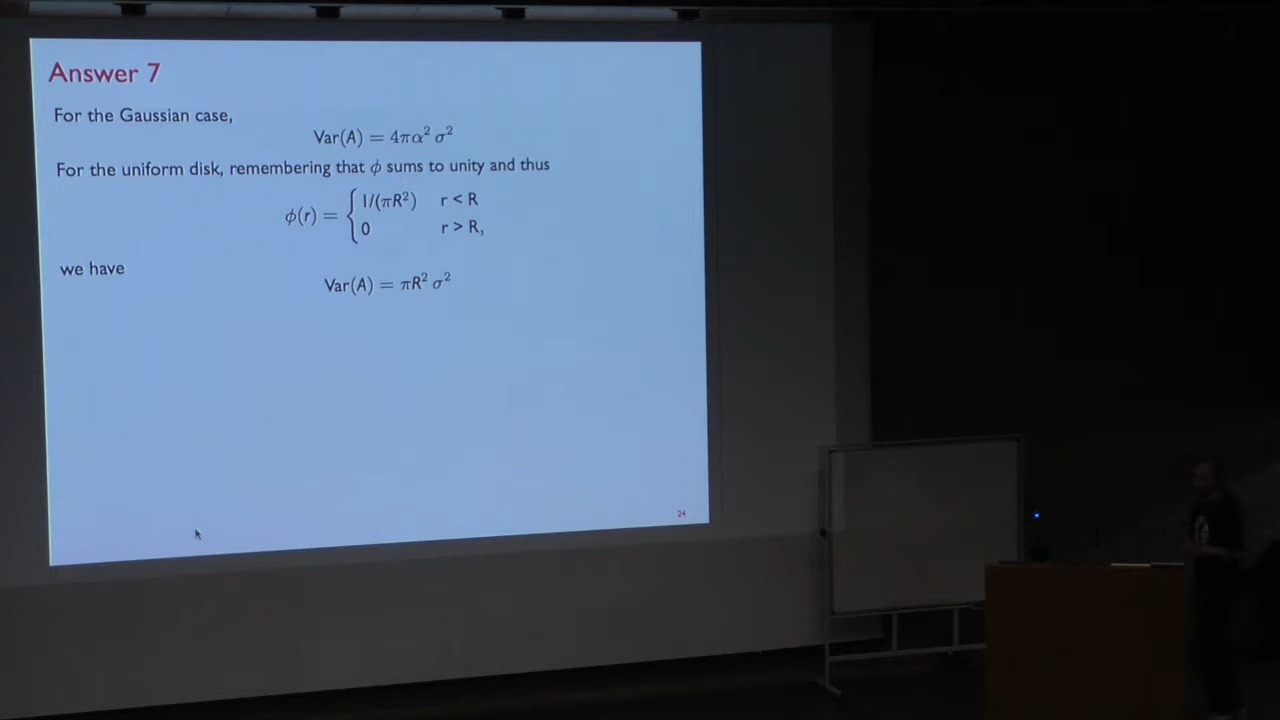 Answer 7
For the Gaussian case,
Var(A) = 4πα² σ²
For the uniform disk, remembering that ϕ sums to unity and thus
ϕ(r) = { 1/(πR²) r < R
0 r > R,
we have
Var(A) = πR² σ²
24